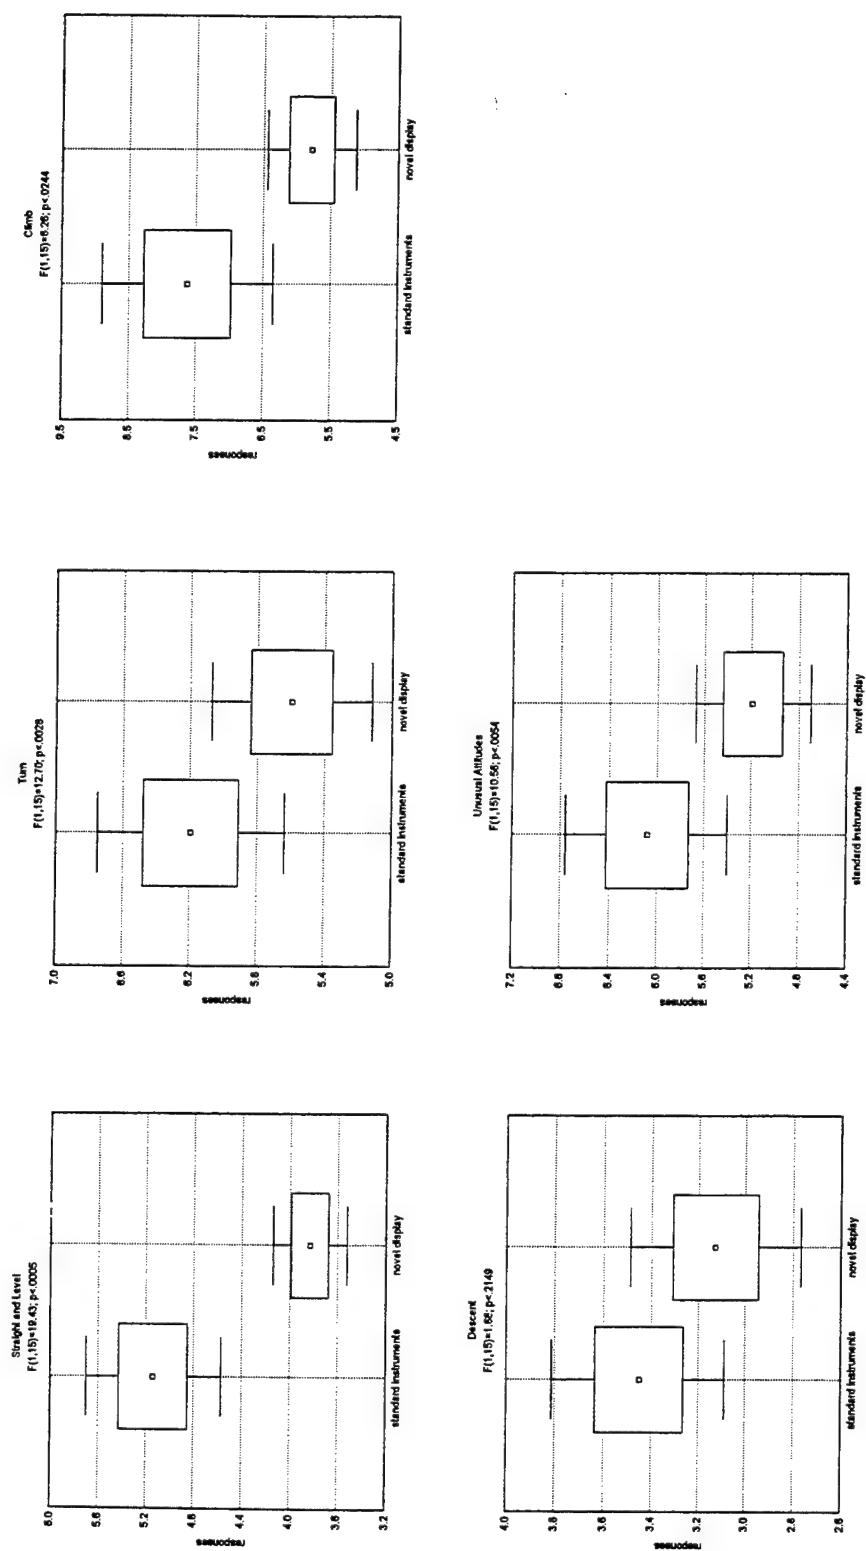 Straight and Level
F(1,15)=19.43; p<.0005
6.0
5.6
5.2
4.8
4.4
4.0
3.6
3.2
responses
standard instruments
novel display
Turn
F(1,15)=12.70; p<.0028
7.0
6.6
6.2
5.8
5.4
5.0
responses
standard instruments
novel display
Climb
F(1,15)=6.26; p<.0244
9.5
8.5
7.5
6.5
5.5
4.5
responses
standard instruments
novel display
Descent
F(1,15)=1.68; p<.2149
4.0
3.8
3.6
3.4
3.2
3.0
2.8
2.6
responses
standard instruments
novel display
Unusual Attitudes
F(1,15)=10.56; p<.0054
7.2
6.8
6.4
6.0
5.6
5.2
4.8
4.4
responses
standard instruments
novel display